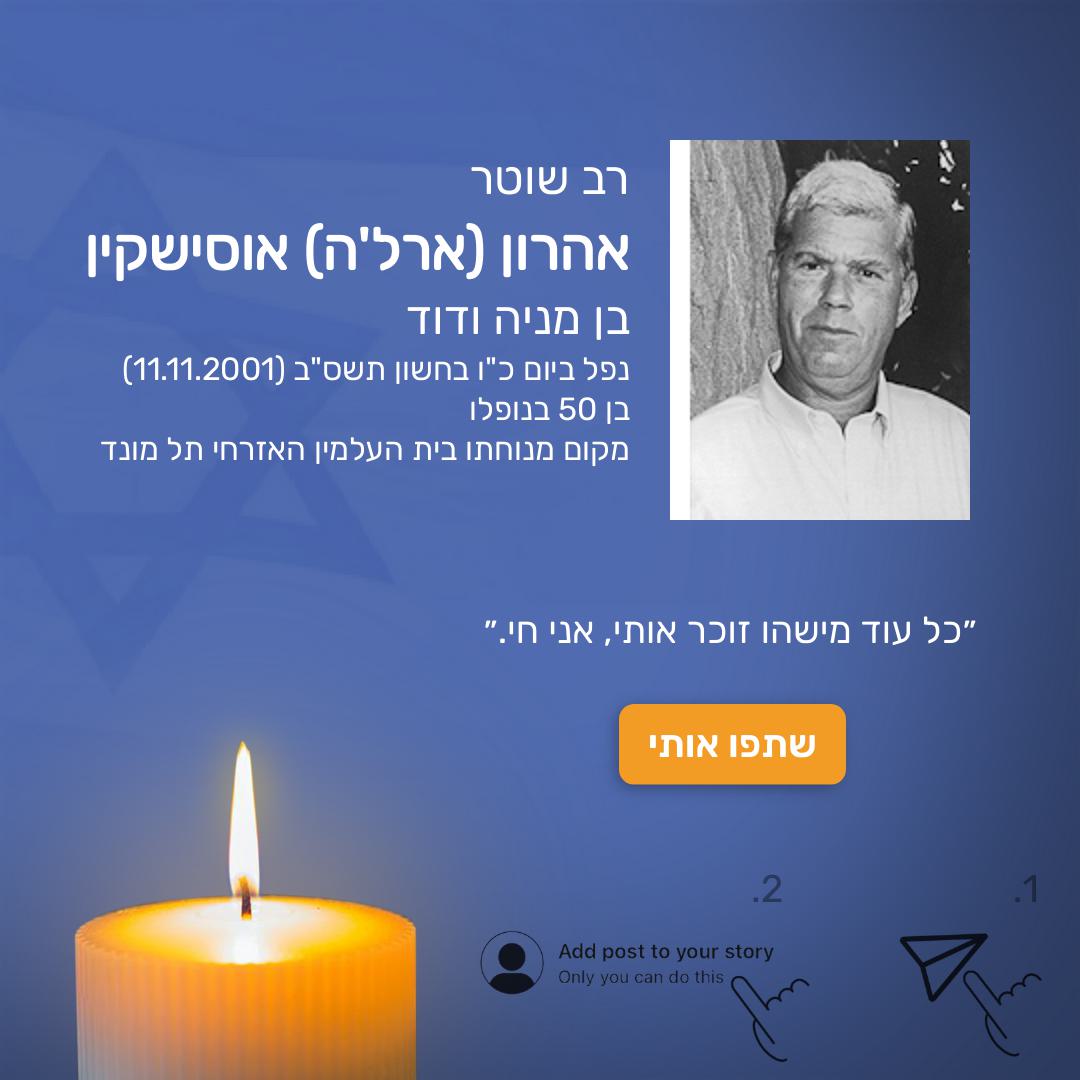 רב שוטר
אהרון (ארל'ה) אוסישקין
בן מניה ודוד
נפל ביום כ"ו בחשון תשס"ב (11.11.2001)
בן 50 בנופלו
מקום מנוחתו בית העלמין האזרחי תל מונד
״כל עוד מישהו זוכר אותי, אני חי.״
שתפו אותי
1.
2.
Add post to your story
Only you can do this